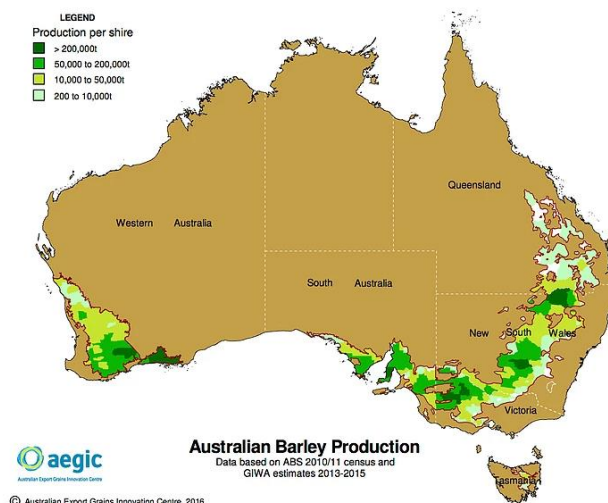 LEGEND
Production per shire
> 200,000t
50,000 to 200,000t
10,000 to 50,000t
200 to 10,000t
Queensland
Western Australia
South Australia
New South Wales
Victoria
Tasmania
aegic
Australian Export Grains Innovation Centre
Australian Barley Production
Data based on ABS 2010/11 census and
GIWA estimates 2013-2015
© Australian Export Grains Innovation Centre, 2016